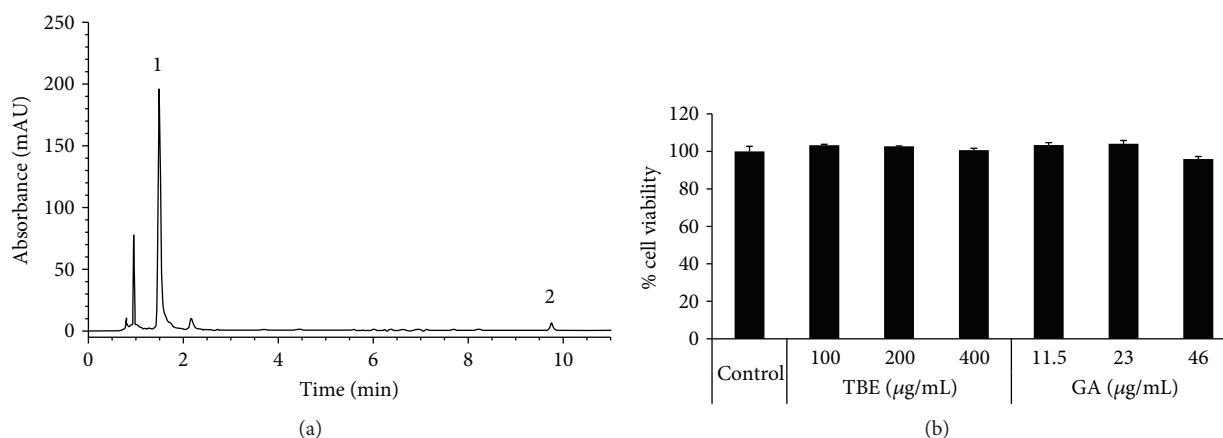 250
200
150
100
50
0
Absorbance (mAU)
1
2
0 2 4 6 8 10
Time (min)
(a)
120
100
80
60
40
20
0
% cell viability
Control
100 200 400
TBE (μg/mL)
11.5 23 46
GA (μg/mL)
(b)